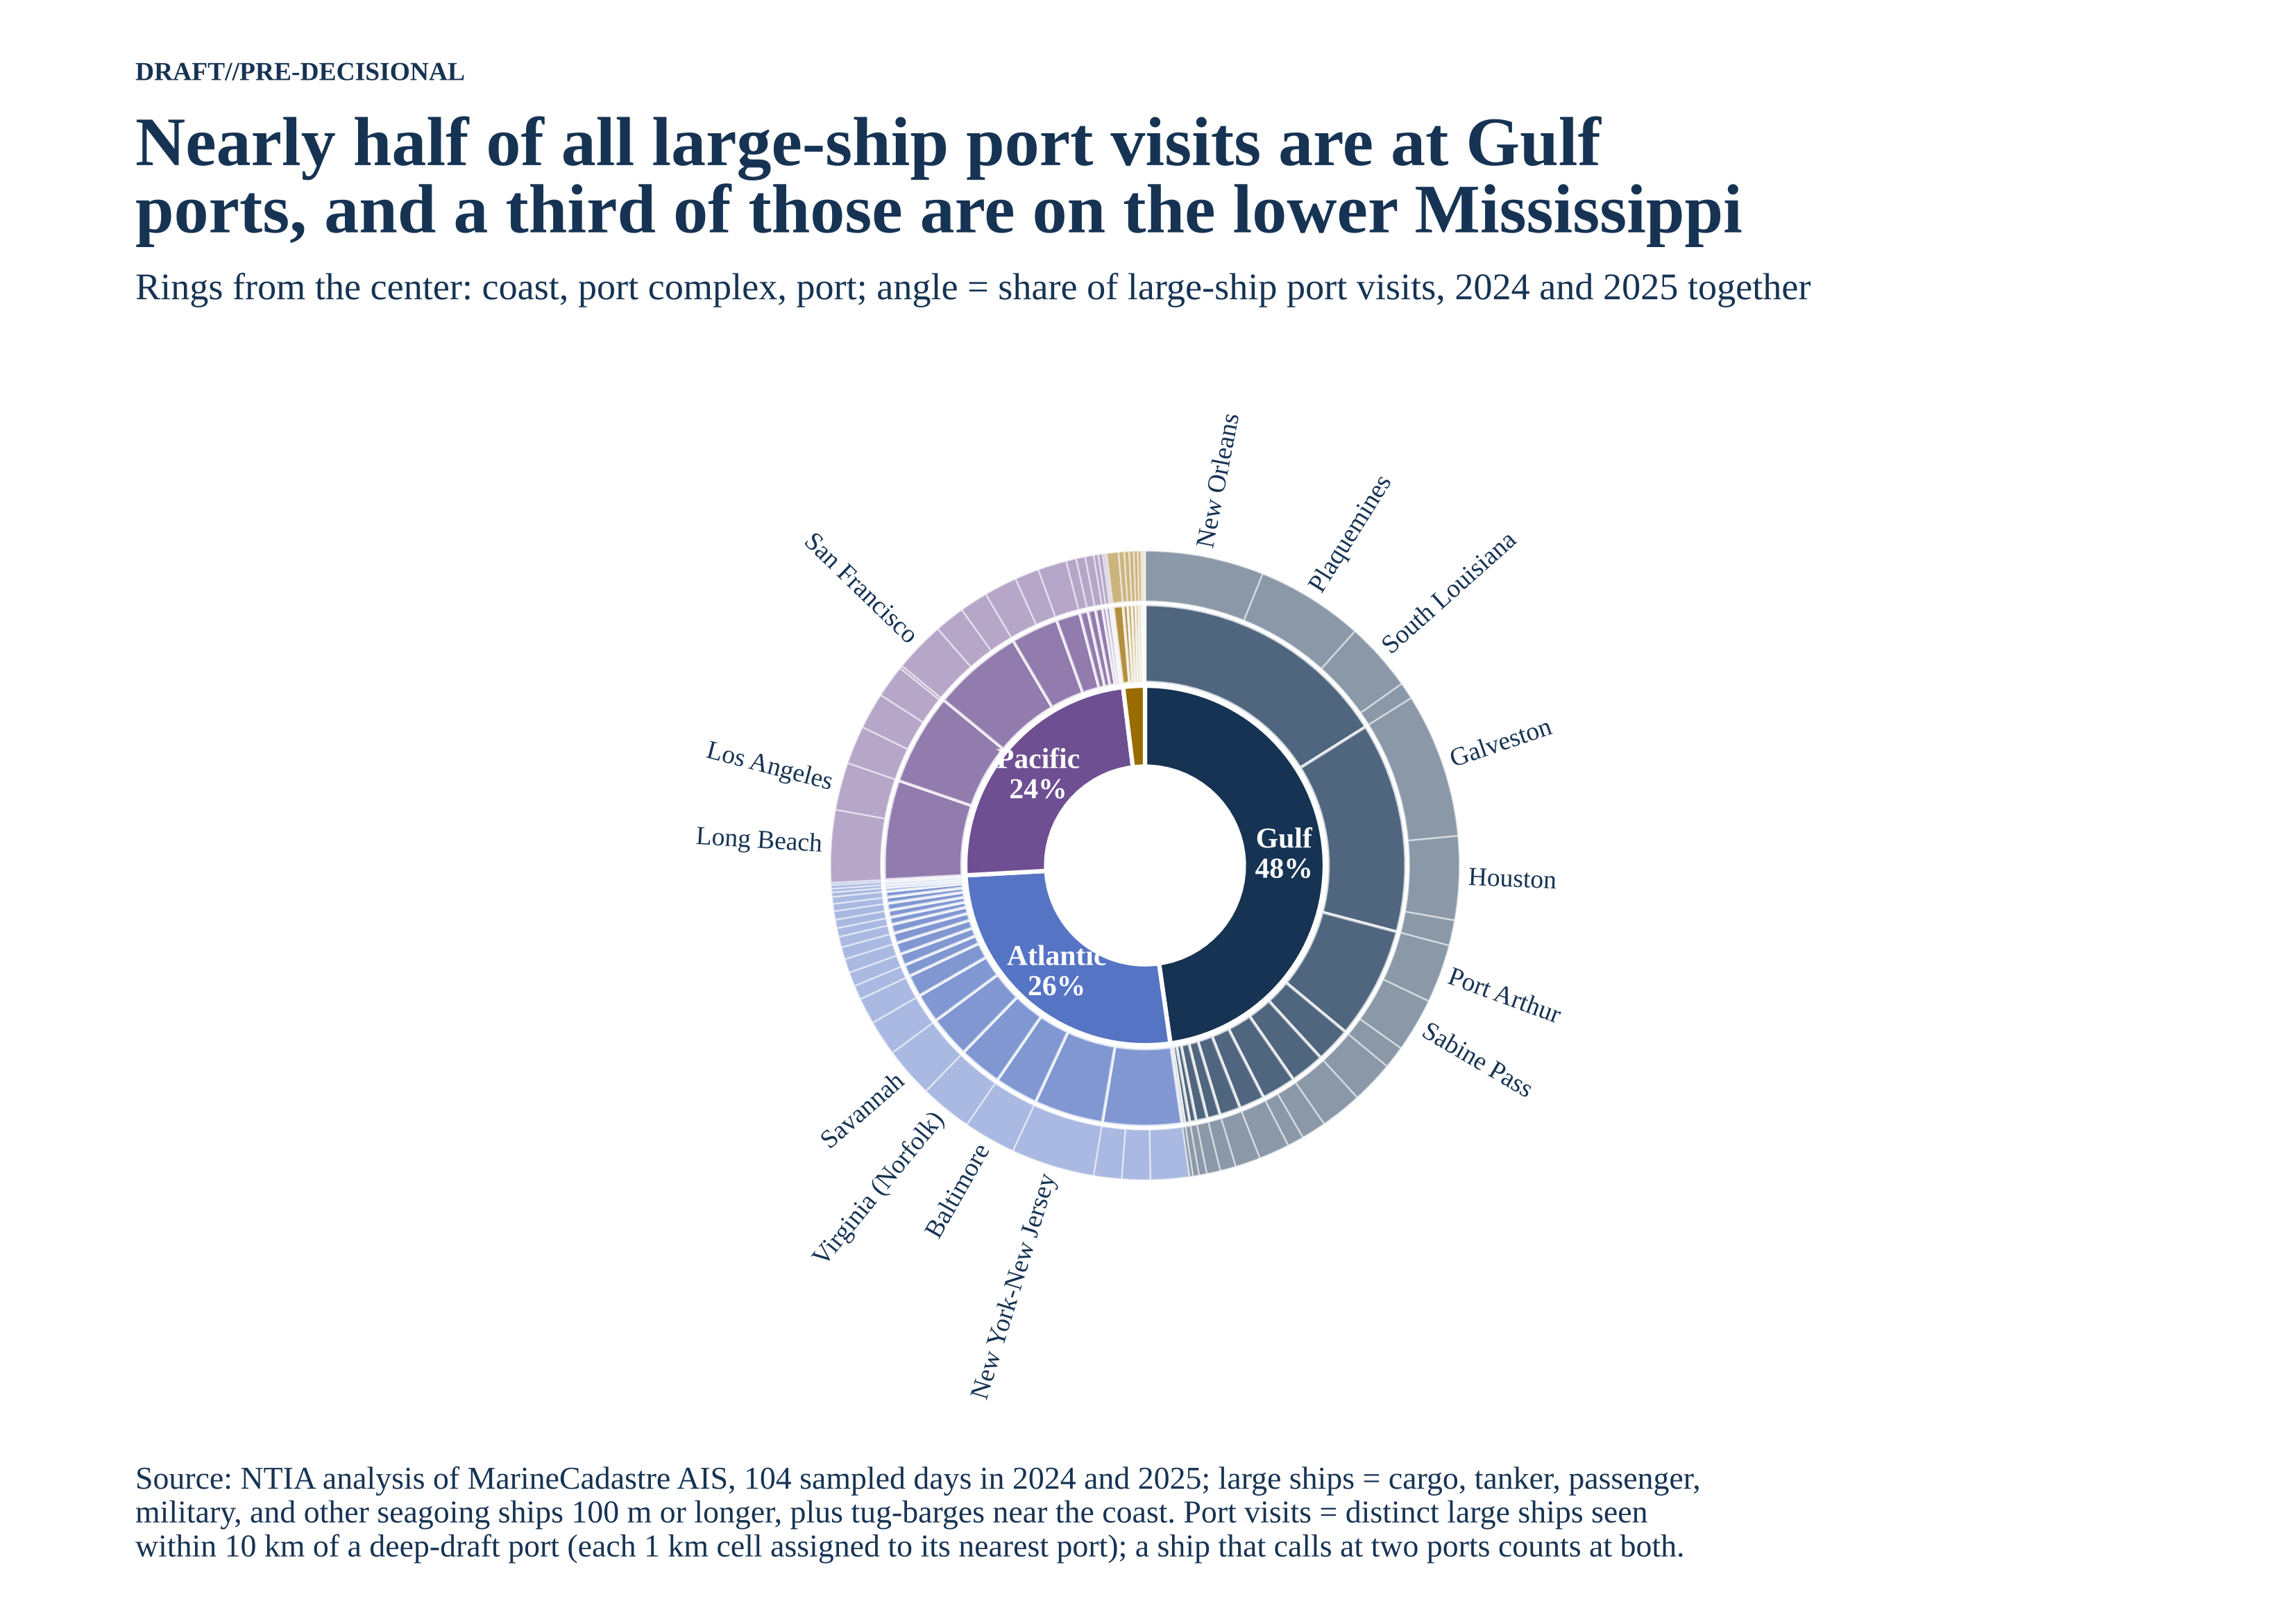 DRAFT//PRE-DECISIONAL
Nearly half of all large-ship port visits are at Gulf
ports, and a third of those are on the lower Mississippi
Rings from the center: coast, port complex, port; angle = share of large-ship port visits, 2024 and 2025 together
New Orleans
Plaquemines
South Louisiana
Galveston
Houston
Port Arthur
Sabine Pass
New York-New Jersey
Baltimore
Virginia (Norfolk)
Savannah
Long Beach
Los Angeles
San Francisco
Pacific
24%
Gulf
48%
Atlantic
26%
Source: NTIA analysis of MarineCadastre AIS, 104 sampled days in 2024 and 2025; large ships = cargo, tanker, passenger,
military, and other seagoing ships 100 m or longer, plus tug-barges near the coast. Port visits = distinct large ships seen
within 10 km of a deep-draft port (each 1 km cell assigned to its nearest port); a ship that calls at two ports counts at both.